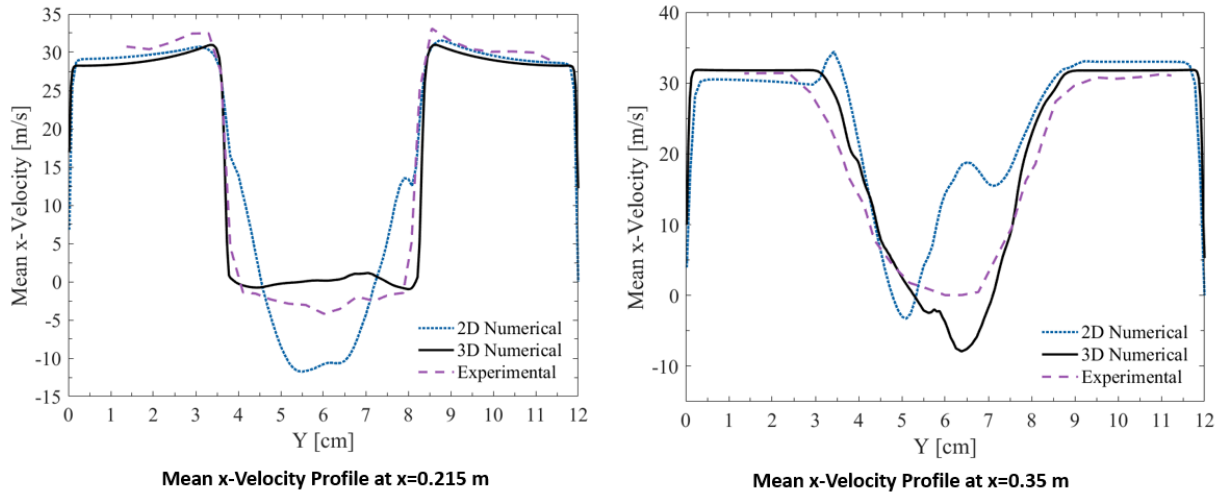 35
30
25
20
15
10
5
0
-5
-10
-15
Mean x-Velocity [m/s]
2D Numerical
3D Numerical
Experimental
0 1 2 3 4 5 6 7 8 9 10 11 12
Y [cm]
Mean x-Velocity Profile at x=0.215 m
40
30
20
10
0
-10
Mean x-Velocity [m/s]
2D Numerical
3D Numerical
Experimental
0 1 2 3 4 5 6 7 8 9 10 11 12
Y [cm]
Mean x-Velocity Profile at x=0.35 m